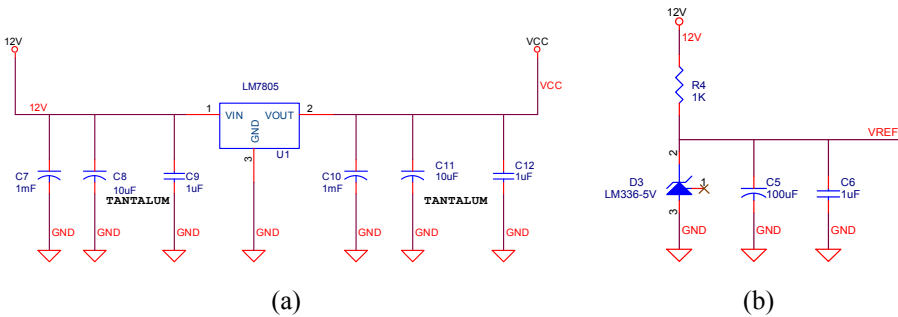 12V
VCC
LM7805
12V
1
VIN
VOUT
2
VCC
GND
U1
3
C7
1mF
C8
10uF
TANTALUM
C9
1uF
C10
1mF
C11
10uF
TANTALUM
C12
1uF
GND
GND
GND
GND
GND
GND
GND
(a)
12V
12V
R4
1K
VREF
2
1
D3
LM336-5V
3
C5
100uF
C6
1uF
GND
GND
GND
(b)